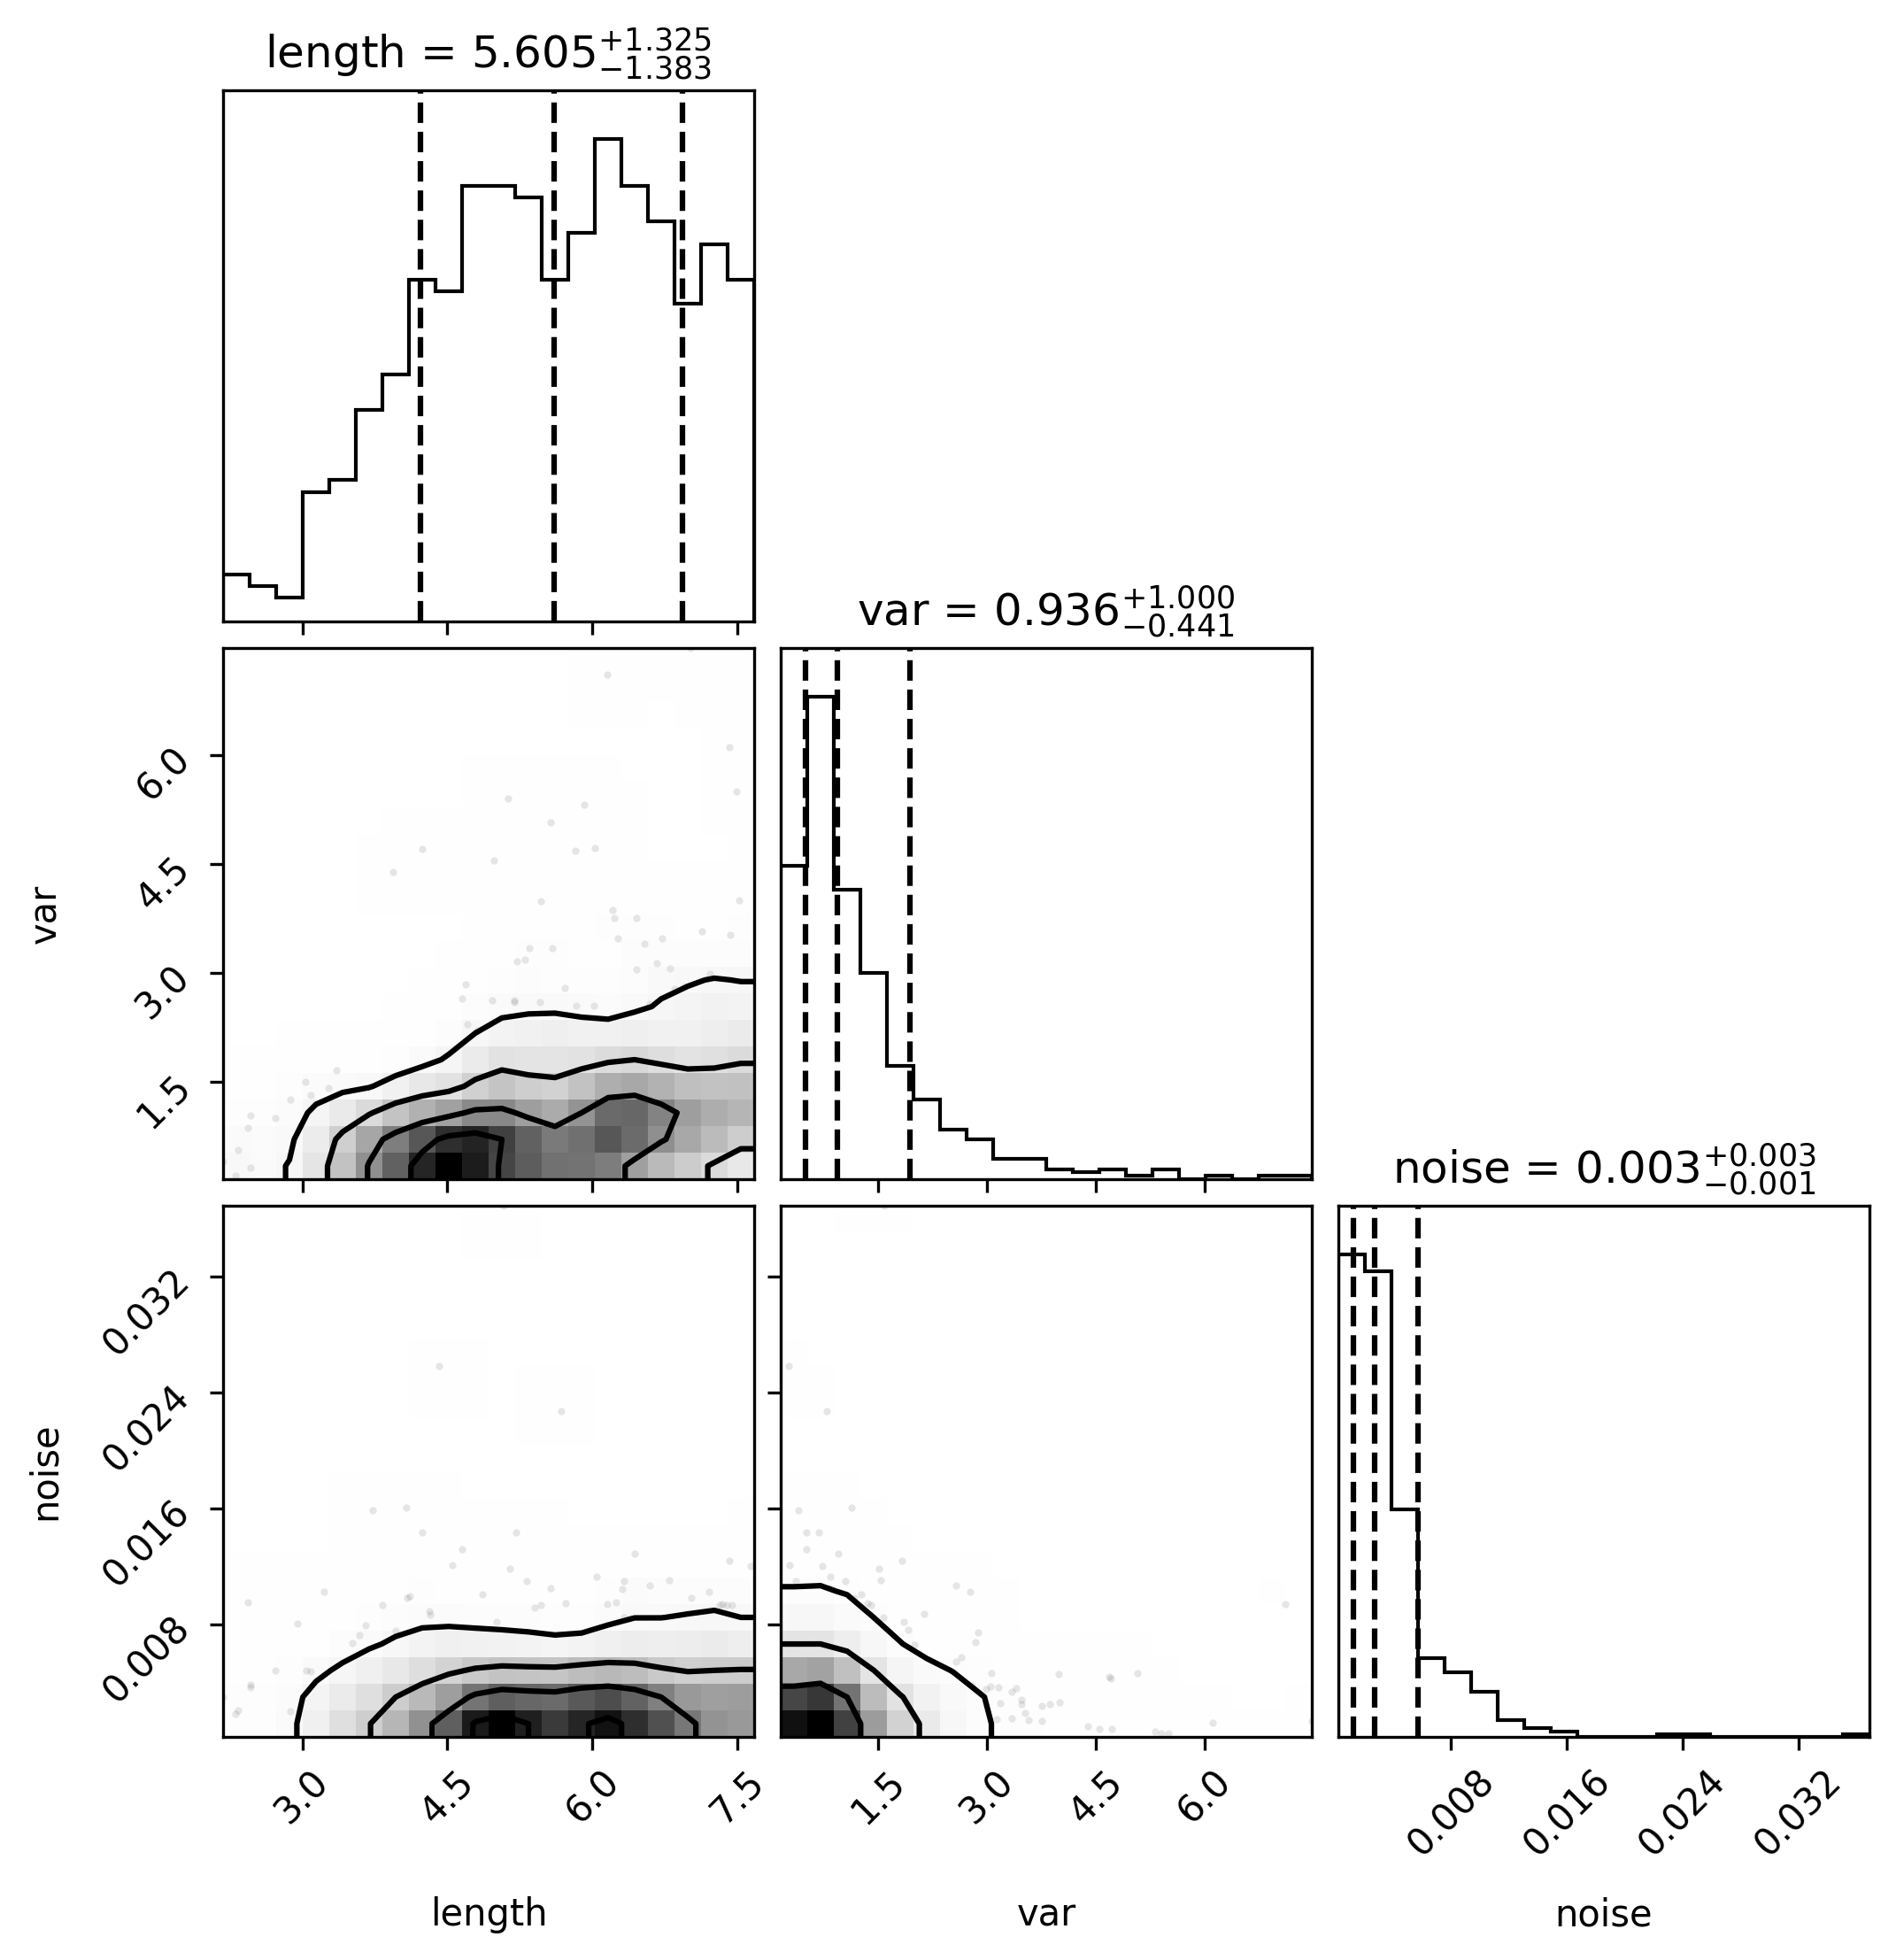 length = 5.605 +1.325 −1.383
var = 0.936 +1.000 −0.441
6.0
4.5
3.0
1.5
var
noise = 0.003 +0.003 −0.001
0.032
0.024
0.016
0.008
noise
3.0 4.5 6.0 7.5 1.5 3.0 4.5 6.0 0.008 0.016 0.024 0.032
length var noise